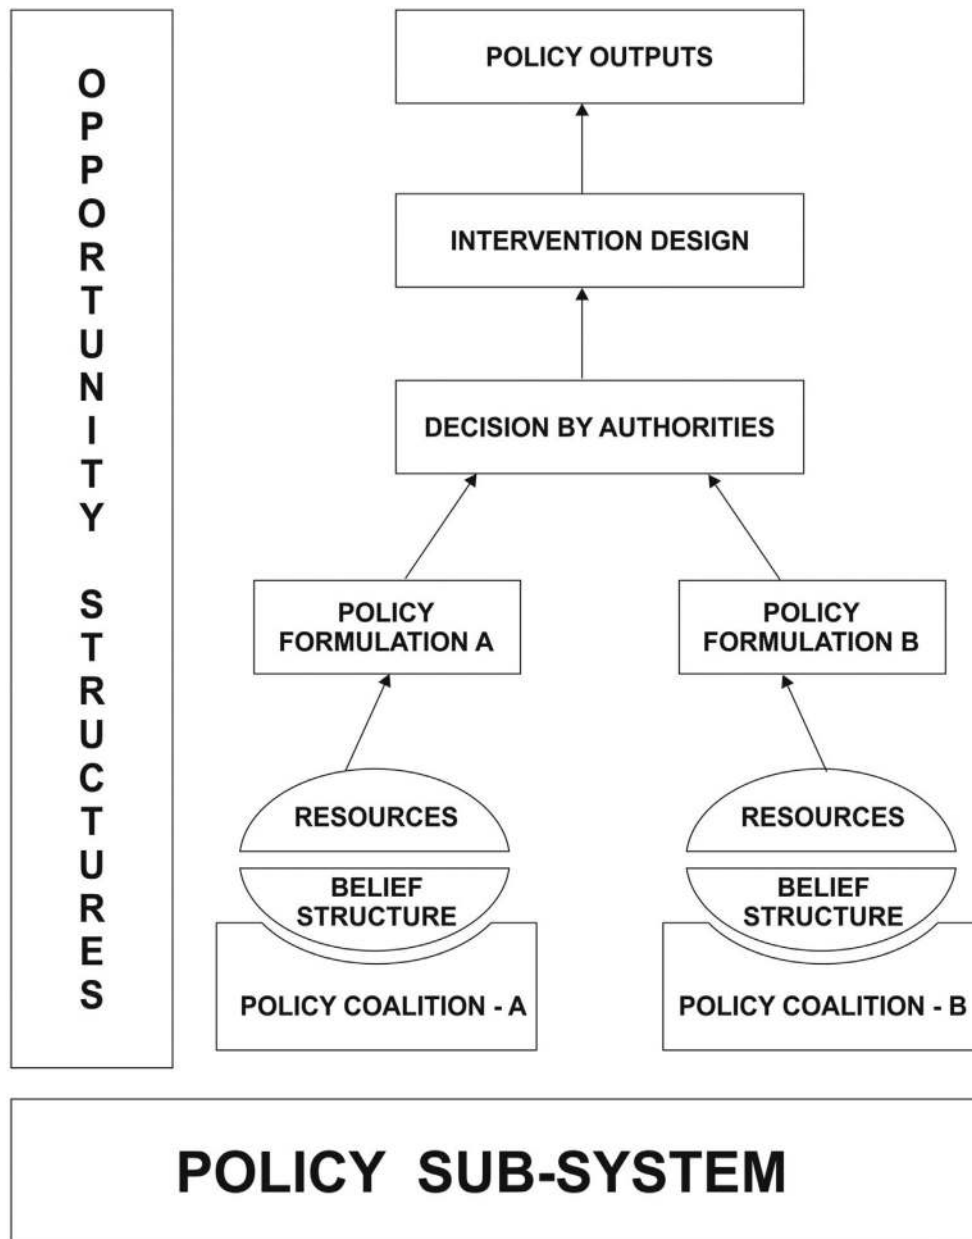 OPPORTUNITY STRUCTURES
POLICY OUTPUTS
INTERVENTION DESIGN
DECISION BY AUTHORITIES
POLICY
FORMULATION A
POLICY
FORMULATION B
RESOURCES
RESOURCES
BELIEF
STRUCTURE
BELIEF
STRUCTURE
POLICY COALITION - A
POLICY COALITION - B
POLICY SUB-SYSTEM